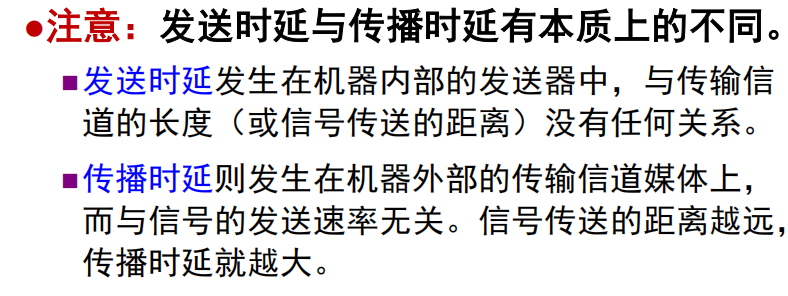 ●注意：发送时延与传播时延有本质上的不同。
■发送时延发生在机器内部的发送器中，与传输信
道的长度（或信号传送的距离）没有任何关系。
■传播时延则发生在机器外部的传输信道媒体上，
而与信号的发送速率无关。信号传送的距离越远，
传播时延就越大。